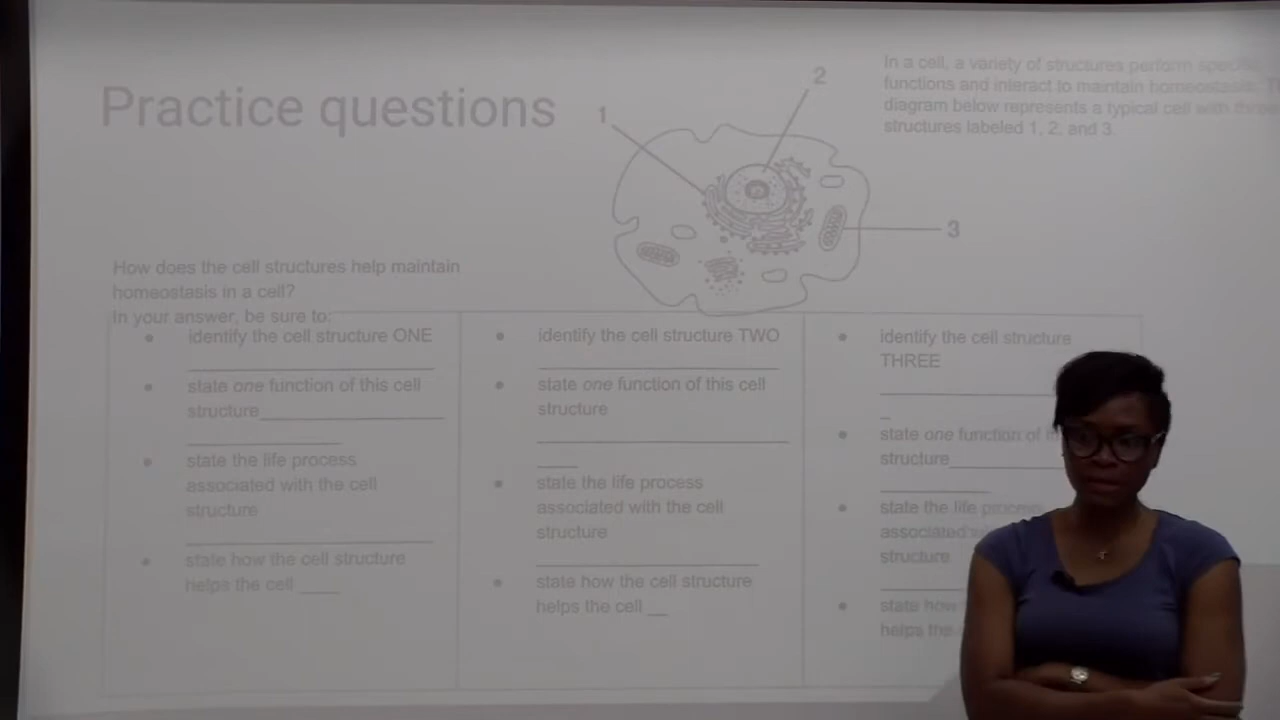 Practice questions
1
2
3
In a cell, a variety of structures perform
functions and interact to maintain homeostasis.
diagram below represents a typical cell with three
structures labeled 1, 2, and 3.
How does the cell structures help maintain
homeostasis in a cell?
In your answer, be sure to:
identify the cell structure ONE
state one function of this cell
structure
state the life process
associated with the cell
structure
state how the cell structure
helps the cell
identify the cell structure TWO
state one function of this cell
structure
state the life process
associated with the cell
structure
state how the cell structure
helps the cell
identify the cell structure
THREE
state one function of
structure
state the life process
associated
structure
state how
helps the